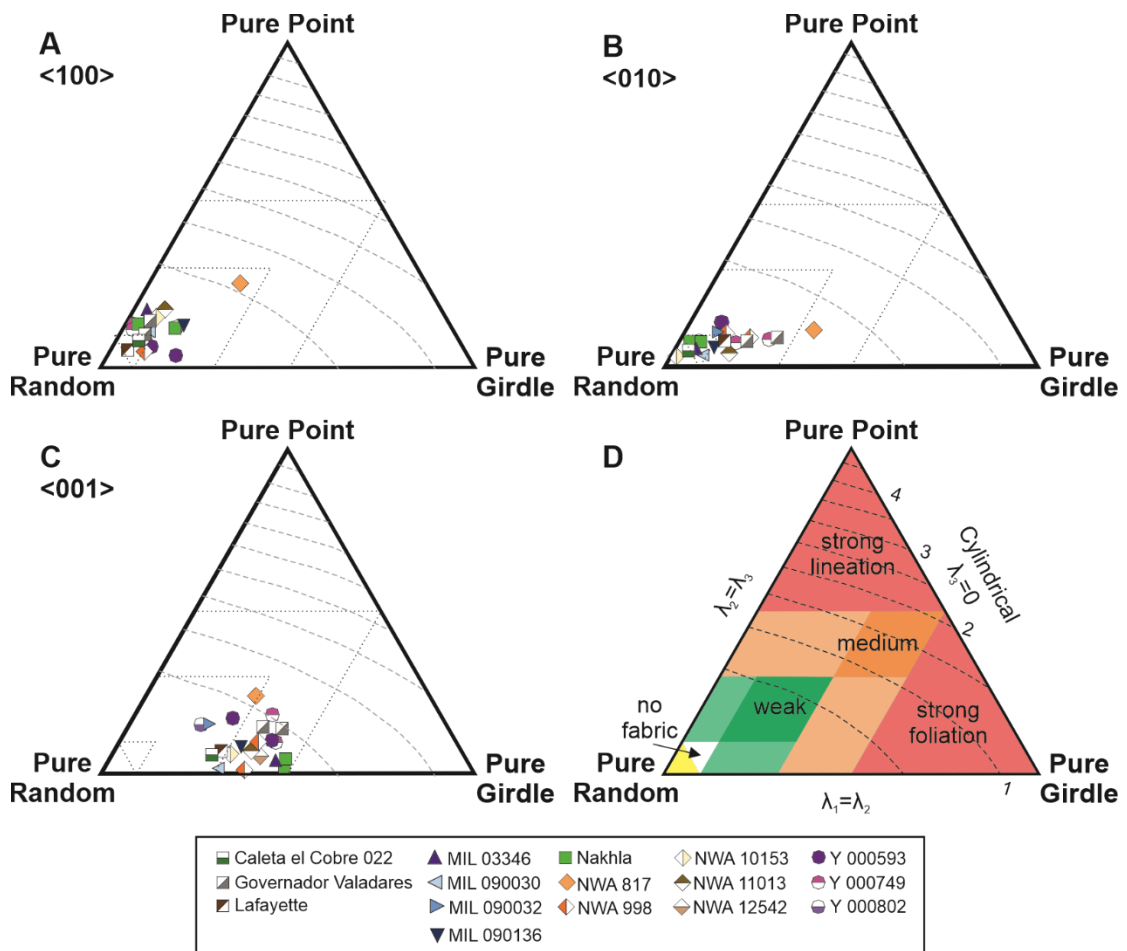 A
<100>
Pure Point
Pure
Random
Pure
Girdle
B
<010>
Pure Point
Pure
Random
Pure
Girdle
C
<001>
Pure Point
Pure
Random
Pure
Girdle
D
Pure Point
4
strong
lineation
3
Cylindrical
λ₃=0
λ₂=λ₃
2
medium
no
fabric
weak
strong
foliation
Pure
Random
λ₁=λ₂
1
Pure
Girdle
Caleta el Cobre 022
Governador Valadares
Lafayette
MIL 03346
MIL 090030
MIL 090032
MIL 090136
Nakhla
NWA 817
NWA 998
NWA 10153
NWA 11013
NWA 12542
Y 000593
Y 000749
Y 000802